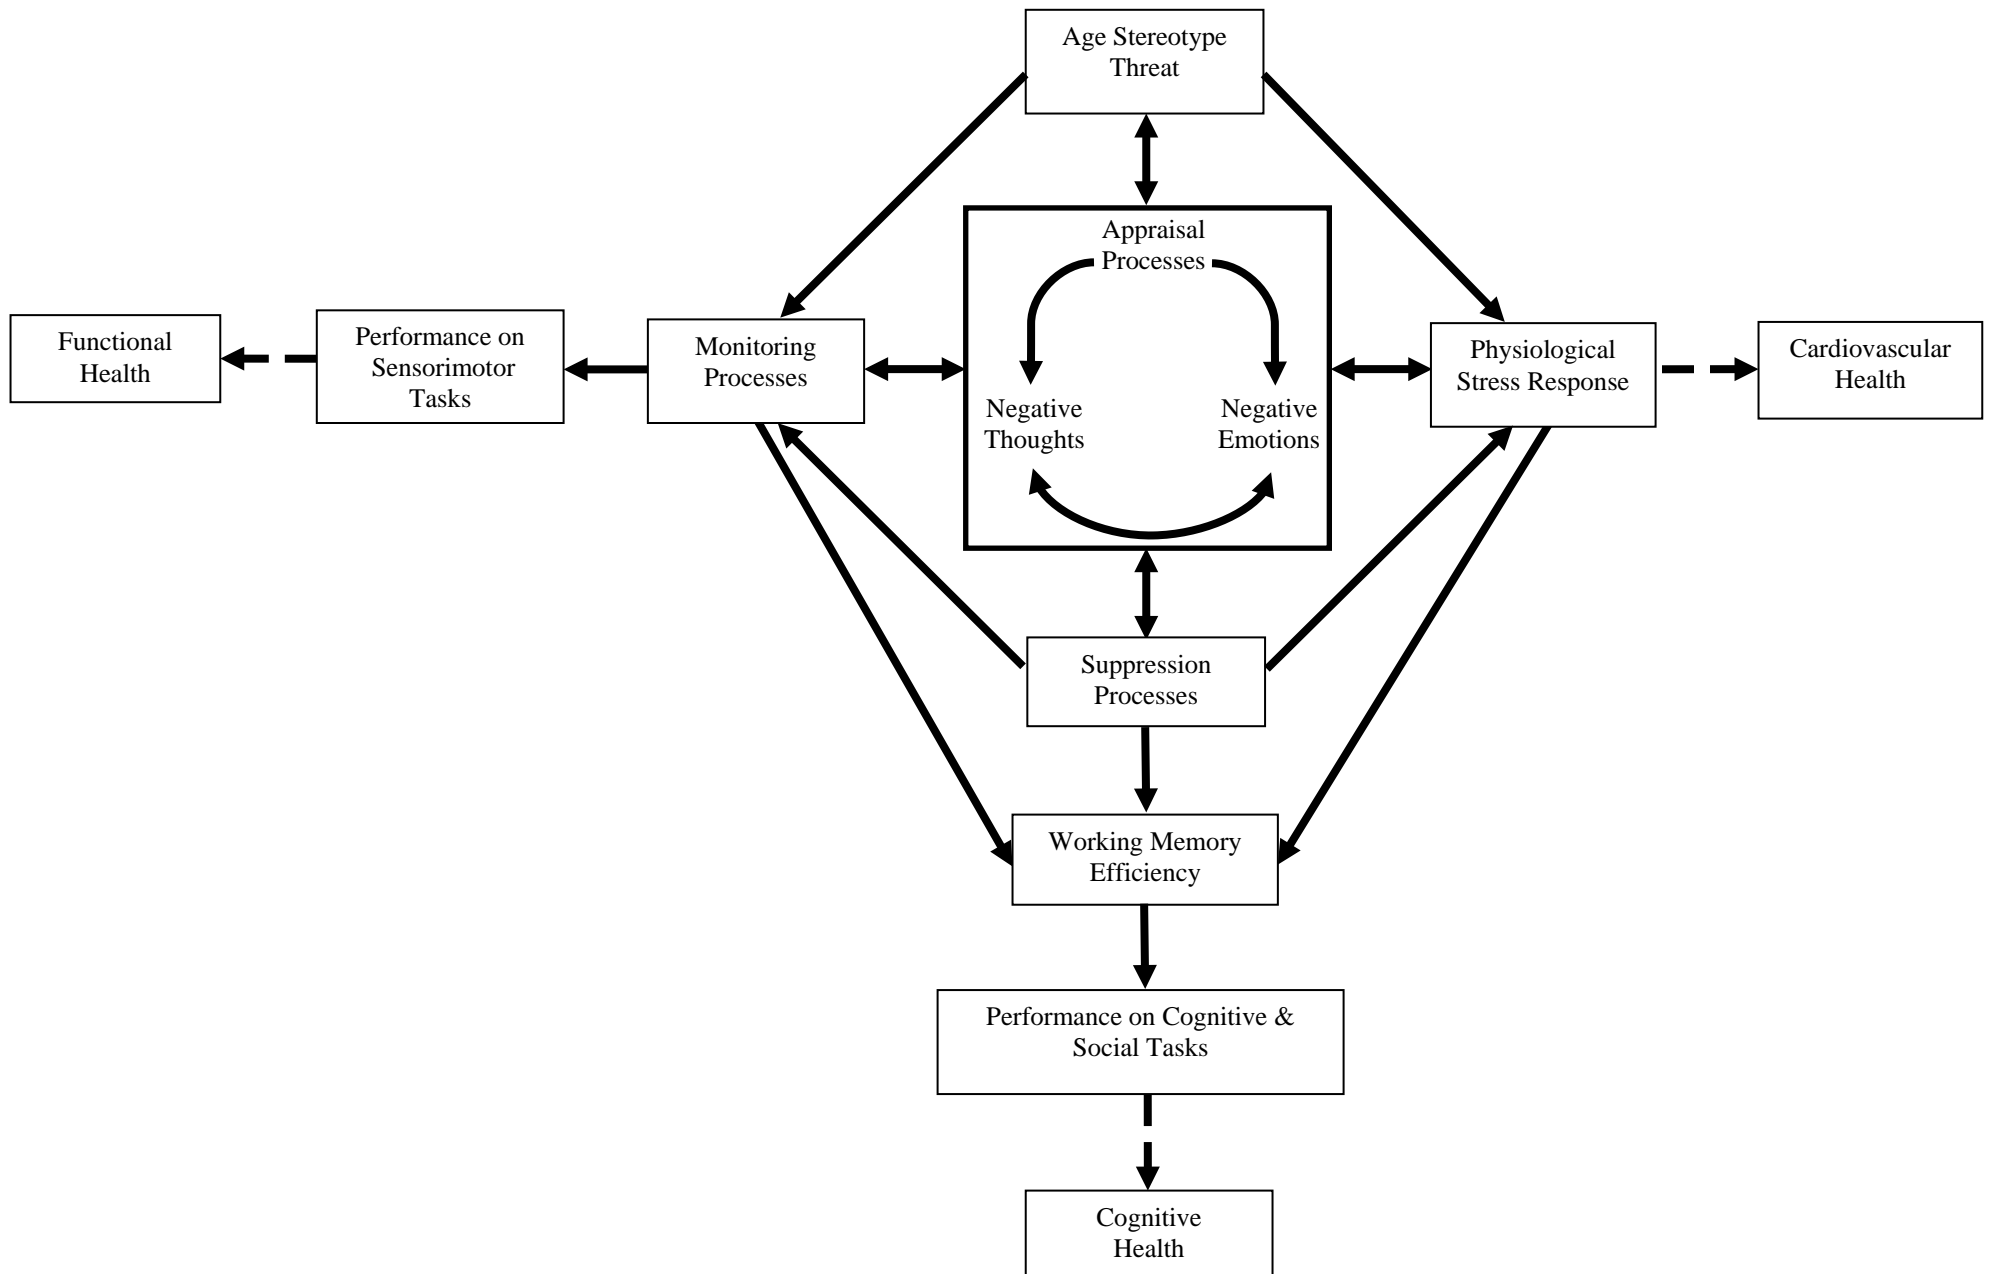 Age Stereotype
Threat
Appraisal
Processes
Negative
Thoughts
Negative
Emotions
Functional
Health
Performance on
Sensorimotor
Tasks
Monitoring
Processes
Physiological
Stress Response
Cardiovascular
Health
Suppression
Processes
Working Memory
Efficiency
Performance on Cognitive &
Social Tasks
Cognitive
Health